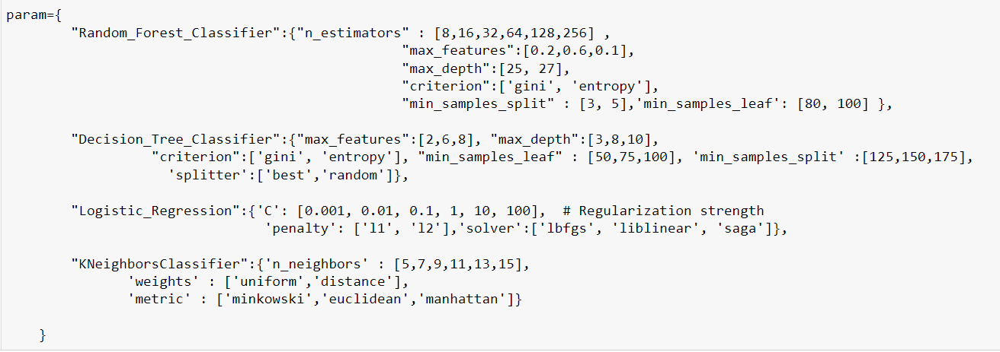 param={
"Random_Forest_Classifier":{"n_estimators" : [8,16,32,64,128,256] ,
"max_features":[0.2,0.6,0.1],
"max_depth":[25, 27],
"criterion":['gini', 'entropy'],
"min_samples_split" : [3, 5],'min_samples_leaf': [80, 100] },
"Decision_Tree_Classifier":{"max_features":[2,6,8], "max_depth":[3,8,10],
"criterion":['gini', 'entropy'], "min_samples_leaf" : [50,75,100], 'min_samples_split' :[125,150,175],
'splitter':['best','random']},
"Logistic_Regression":{'C': [0.001, 0.01, 0.1, 1, 10, 100],  # Regularization strength
'penalty': ['l1', 'l2'],'solver':['lbfgs', 'liblinear', 'saga']},
"KNeighborsClassifier":{'n_neighbors' : [5,7,9,11,13,15],
'weights' : ['uniform','distance'],
'metric' : ['minkowski','euclidean','manhattan']}
}